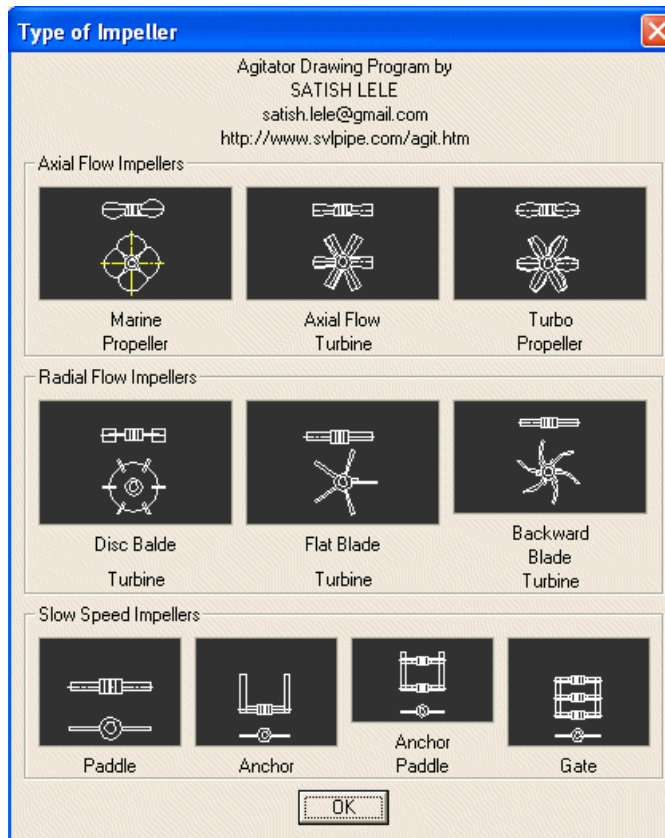 Type of Impeller
Agitator Drawing Program by
SATISH LELE
satish.lele@gmail.com
http://www.svlpipe.com/agit.htm
Axial Flow Impellers
Marine
Propeller
Axial Flow
Turbine
Turbo
Propeller
Radial Flow Impellers
Disc Balde
Turbine
Flat Blade
Turbine
Backward
Blade
Turbine
Slow Speed Impellers
Paddle
Anchor
Anchor
Paddle
Gate
OK